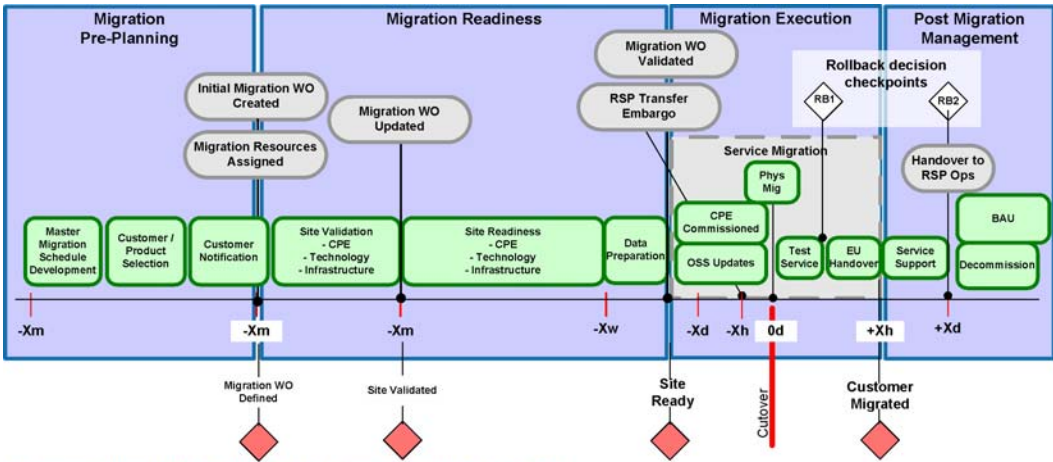 Migration
Pre-Planning
Migration Readiness
Migration Execution
Post Migration
Management
Initial Migration WO
Created
Migration Resources
Assigned
Migration WO
Updated
Migration WO
Validated
RSP Transfer
Embargo
Rollback decision
checkpoints
RB1
RB2
Service Migration
Handover to
RSP Ops
Master
Migration
Schedule
Development
Customer /
Product
Selection
Customer
Notification
Site Validation
- CPE
- Technology
- Infrastructure
Site Readiness
- CPE
- Technology
- Infrastructure
Data
Preparation
CPE
Commissioned
OSS Updates
Phys
Mig
Test
Service
EU
Handover
Service
Support
BAU
Decommission
-Xm
-Xm
-Xm
-Xw
-Xd
-Xh
0d
+Xh
+Xd
Migration WO
Defined
Site Validated
Site
Ready
Cutover
Customer
Migrated